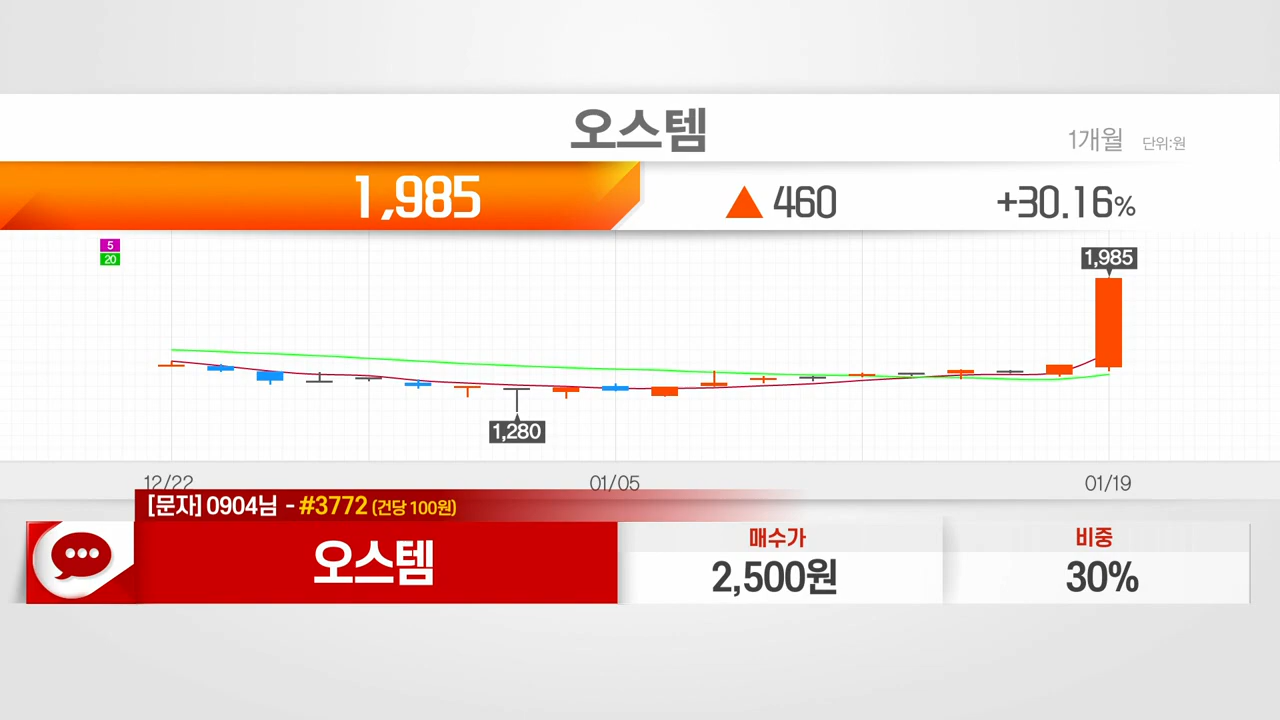 오스템
1개월 단위:원
1,985 ▲ 460 +30.16%
5
20
1,985
1,280
12/22 01/05 01/19
[문자] 0904님 - #3772 (건당 100원)
오스템
매수가 비중
2,500원 30%